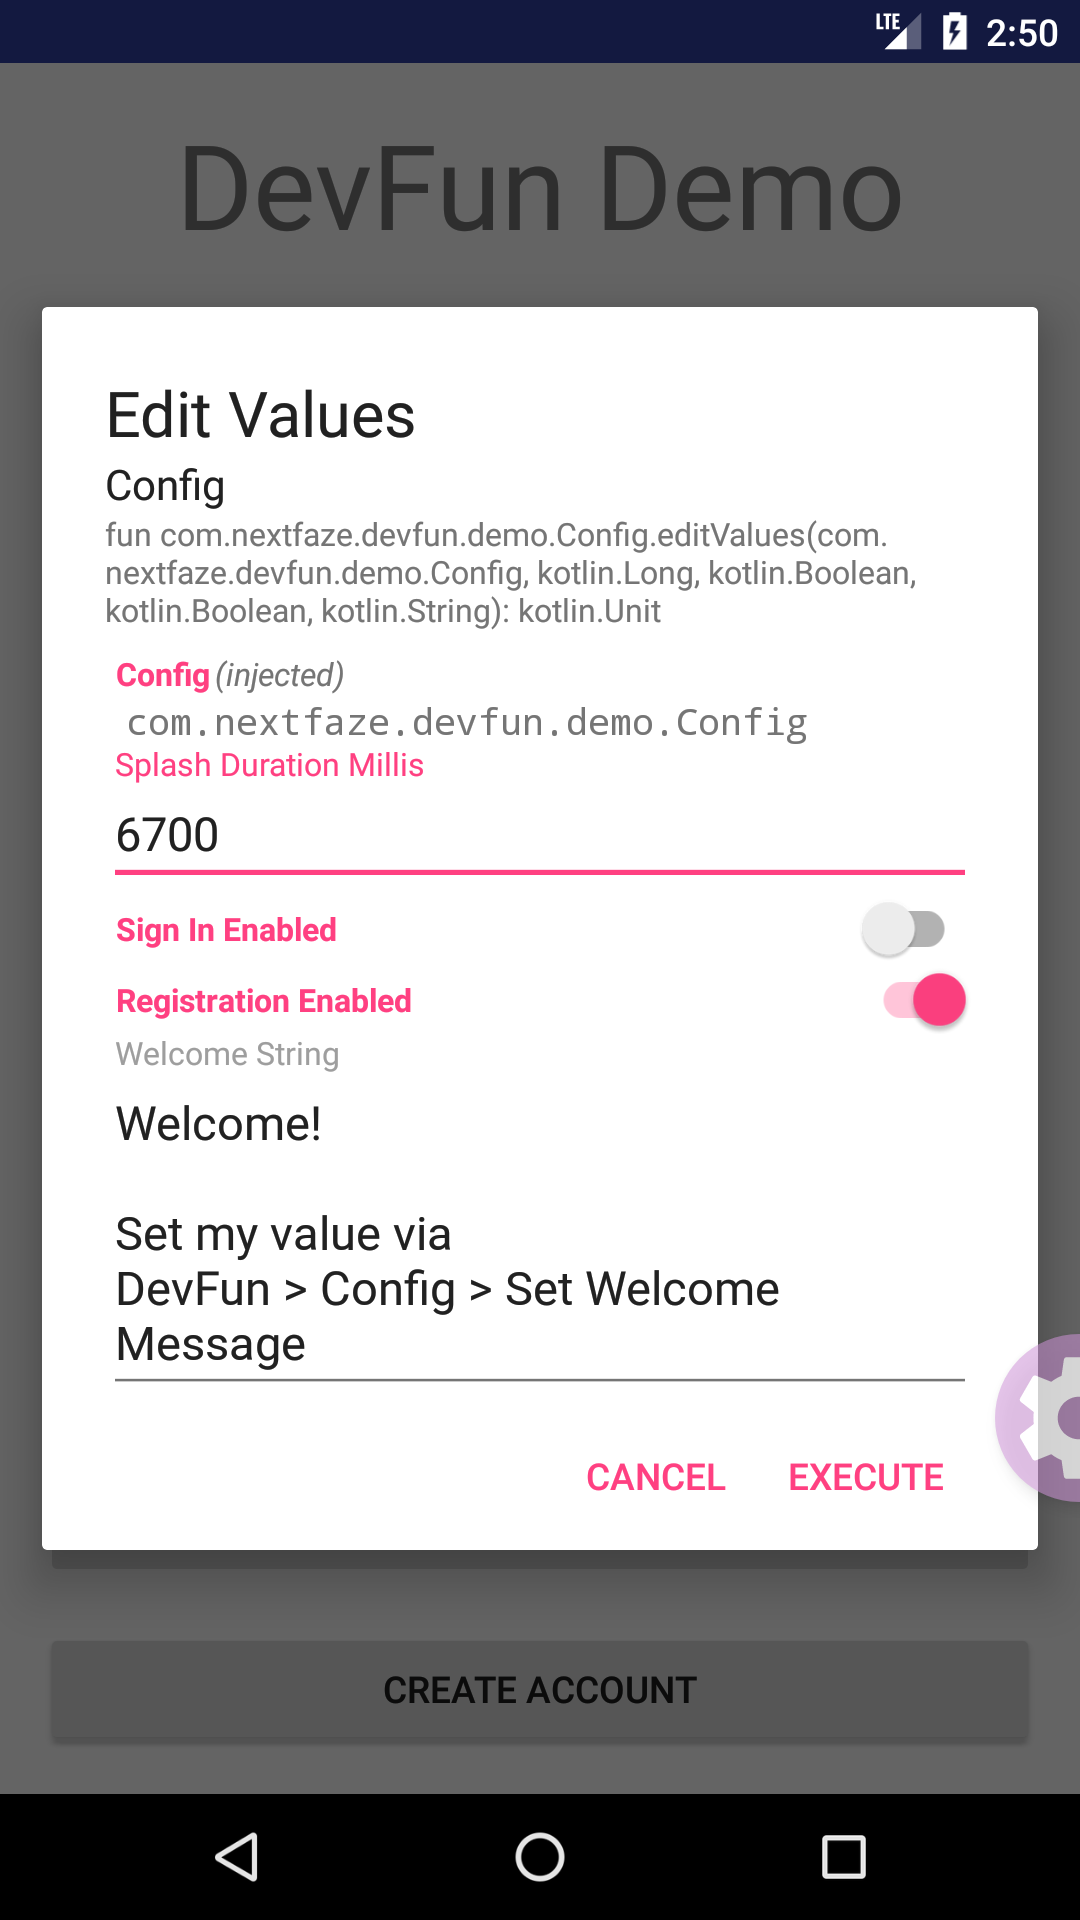 LTE 2:50
DevFun Demo
Edit Values
Config
fun com.nextfaze.devfun.demo.Config.editValues(com.
nextfaze.devfun.demo.Config, kotlin.Long, kotlin.Boolean,
kotlin.Boolean, kotlin.String): kotlin.Unit
Config (injected)
com.nextfaze.devfun.demo.Config
Splash Duration Millis
6700
Sign In Enabled
Registration Enabled
Welcome String
Welcome!
Set my value via
DevFun > Config > Set Welcome
Message
CANCEL EXECUTE
CREATE ACCOUNT